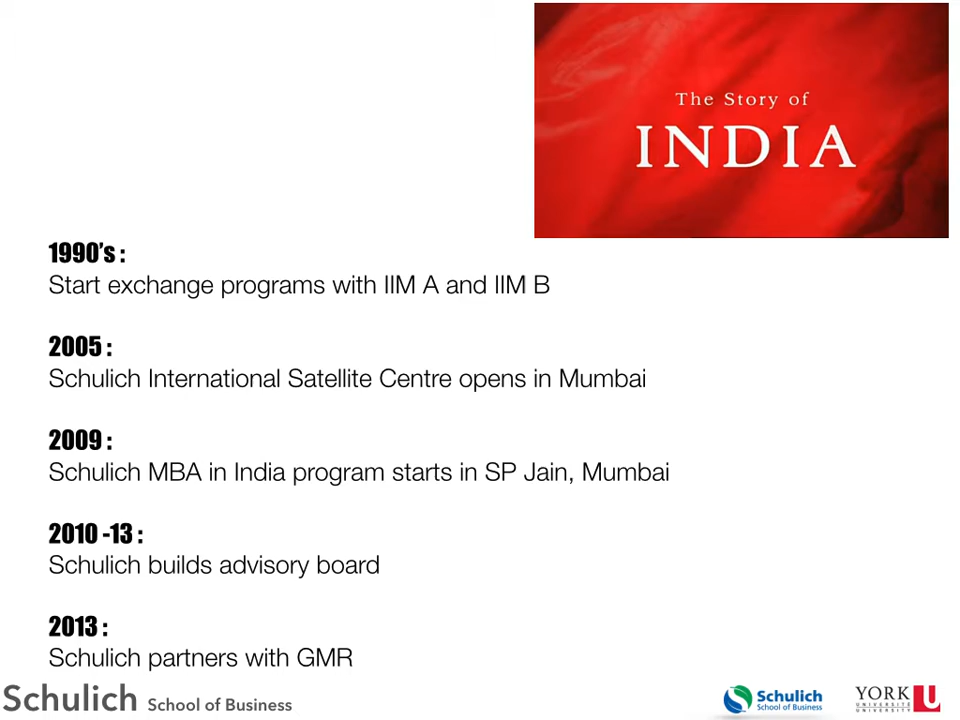 The Story of
INDIA
1990's :
Start exchange programs with IIM A and IIM B
2005 :
Schulich International Satellite Centre opens in Mumbai
2009 :
Schulich MBA in India program starts in SP Jain, Mumbai
2010 -13 :
Schulich builds advisory board
2013 :
Schulich partners with GMR
Schulich School of Business
Schulich
School of Business
YORK U
UNIVERSITÉ
UNIVERSITY